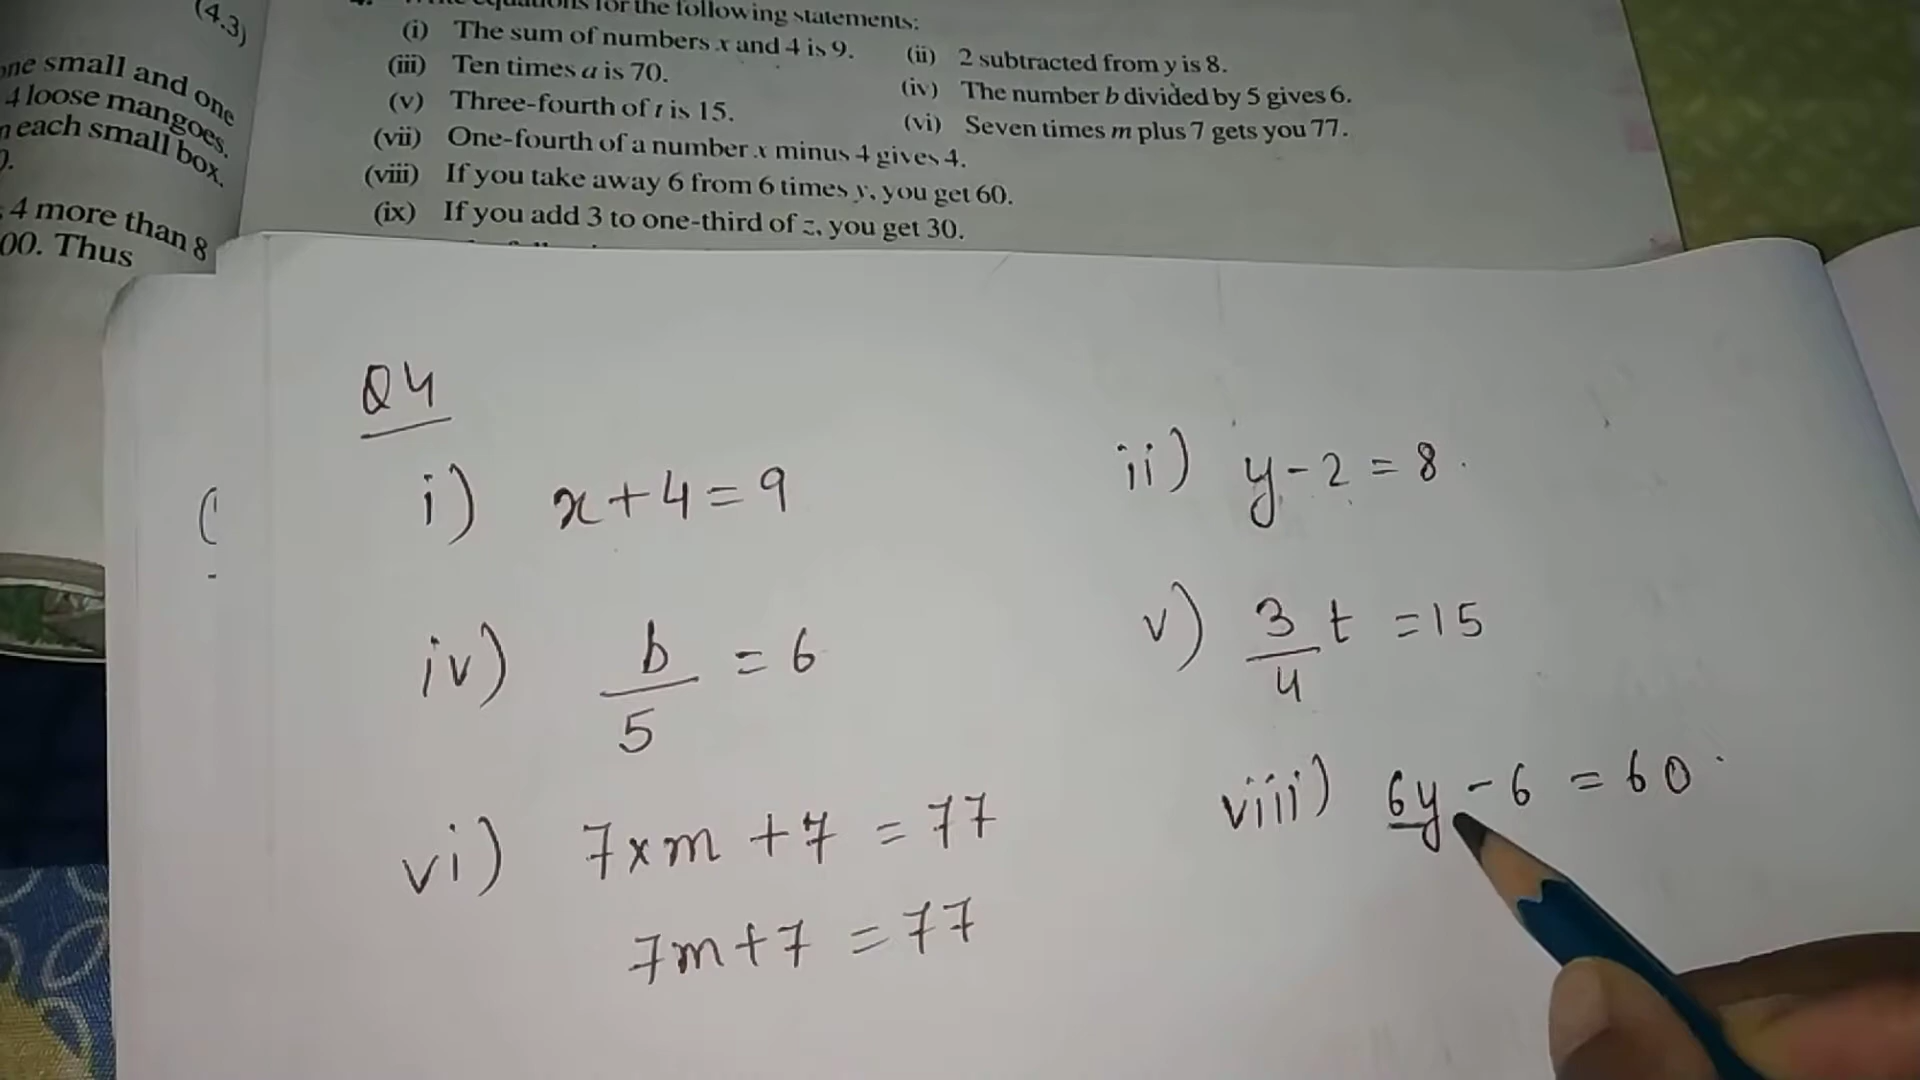 (4.3)
one small and one
4 loose mangoes.
n each small box.
).
4 more than 8
00. Thus
equations for the following statements:
(i) The sum of numbers x and 4 is 9. (ii) 2 subtracted from y is 8.
(iii) Ten times a is 70. (iv) The number b divided by 5 gives 6.
(v) Three-fourth of t is 15. (vi) Seven times m plus 7 gets you 77.
(vii) One-fourth of a number x minus 4 gives 4.
(viii) If you take away 6 from 6 times y, you get 60.
(ix) If you add 3 to one-third of z, you get 30.
Q4
i) x+4=9 ii) y-2=8.
iv) b/5 = 6 v) 3/4 t =15
vi) 7×m +7 = 77 viii) 6y-6 = 60.
7m+7 = 77